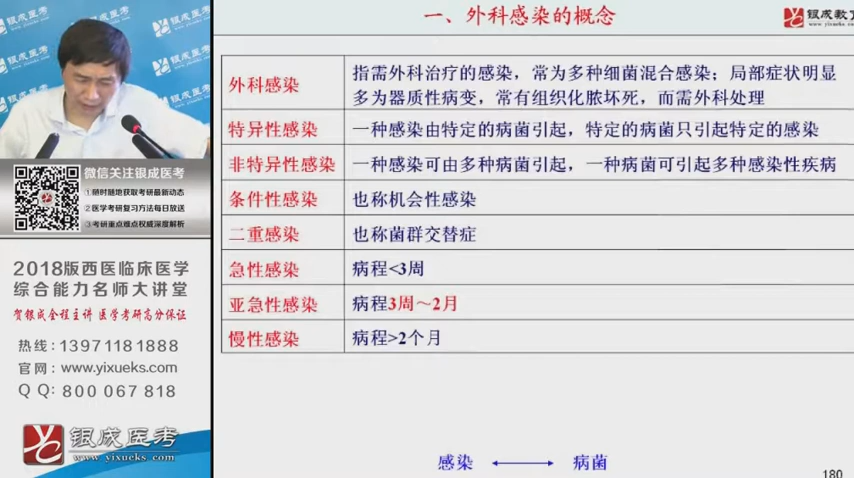 一、外科感染的概念
银成教育
www.yixueks.com
外科感染
指需外科治疗的感染，常为多种细菌混合感染；局部症状明显
多为器质性病变，常有组织化脓坏死，而需外科处理
特异性感染
一种感染由特定的病菌引起，特定的病菌只引起特定的感染
非特异性感染
一种感染可由多种病菌引起，一种病菌可引起多种感染性疾病
条件性感染
也称机会性感染
二重感染
也称菌群交替症
急性感染
病程<3周
亚急性感染
病程3周～2月
慢性感染
病程>2个月
感染
病菌
180
银成医考
微信关注银成医考
1随时随地获取考研最新动态
2医学考研复习方法每日放送
3考研重点难点权威深度解析
2018版西医临床医学
综合能力名师大讲堂
贺银成全程主讲 医学考研高分保证
热线：13971181888
官网：www.yixueks.com
QQ：800 067 818
银成医考
www.yixueks.com